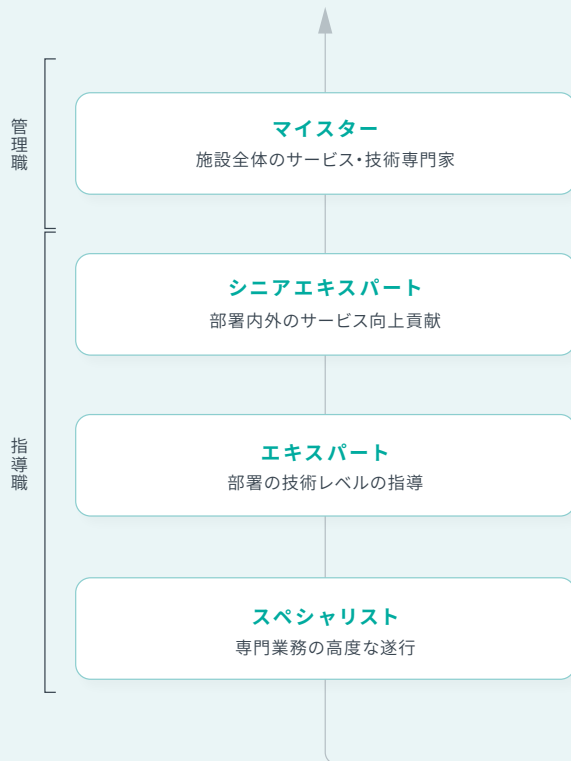 管理職
マイスター
施設全体のサービス・技術専門家
指導職
シニアエキスパート
部署内外のサービス向上貢献
エキスパート
部署の技術レベルの指導
スペシャリスト
専門業務の高度な遂行